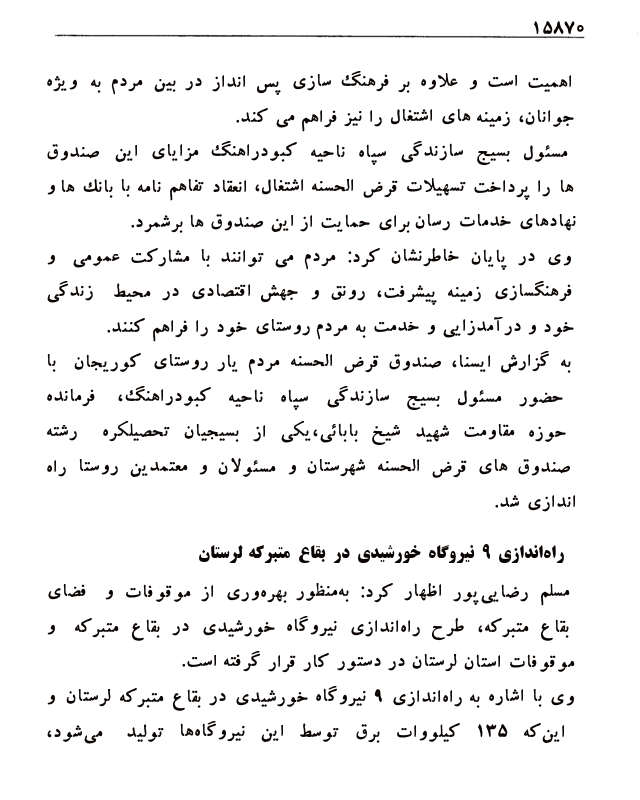 ۱۵۸۷۰
اهمیت است و علاوه بر فرهنگ سازی پس انداز در بین مردم به ویژه
جوانان، زمینه های اشتغال را نیز فراهم می کند.
مسئول بسیج سازندگی سپاه ناحیه کبودراهنگ مزایای این صندوق
ها را پرداخت تسهیلات قرض الحسنه اشتغال، انعقاد تفاهم نامه با بانک ها و
نهادهای خدمات رسان برای حمایت از این صندوق ها برشمرد.
وی در پایان خاطرنشان کرد: مردم می توانند با مشارکت عمومی و
فرهنگسازی زمینه پیشرفت، رونق و جهش اقتصادی در محیط زندگی
خود و درآمدزایی و خدمت به مردم روستای خود را فراهم کنند.
به گزارش ایسنا، صندوق قرض الحسنه مردم یار روستای کوریجان با
حضور مسئول بسیج سازندگی سپاه ناحیه کبودراهنگ، فرمانده
حوزه مقاومت شهید شیخ بابائی،یکی از بسیجیان تحصیلکره رشته
صندوق های قرض الحسنه شهرستان و مسئولان و معتمدین روستا راه
اندازی شد.
راه‌اندازی ۹ نیروگاه خورشیدی در بقاع متبرکه لرستان
مسلم رضایی‌پور اظهار کرد: به‌منظور بهره‌وری از موقوفات و فضای
بقاع متبرکه، طرح راه‌اندازی نیروگاه خورشیدی در بقاع متبرکه و
موقوفات استان لرستان در دستور کار قرار گرفته است.
وی با اشاره به راه‌اندازی ۹ نیروگاه خورشیدی در بقاع متبرکه لرستان و
این‌که ۱۳۵ کیلووات برق توسط این نیروگاه‌ها تولید می‌شود،